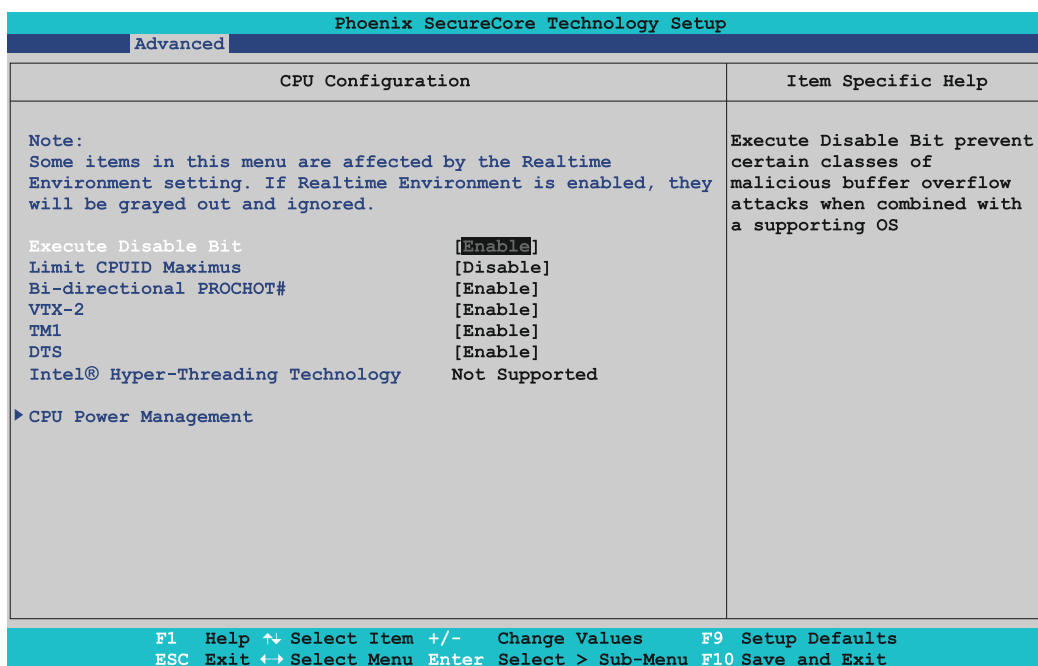 Phoenix SecureCore Technology Setup
Advanced
CPU Configuration
Item Specific Help
Note:
Some items in this menu are affected by the Realtime
Environment setting. If Realtime Environment is enabled, they
will be grayed out and ignored.
Execute Disable Bit [Enable]
Limit CPUID Maximus [Disable]
Bi-directional PROCHOT# [Enable]
VTX-2 [Enable]
TM1 [Enable]
DTS [Enable]
Intel® Hyper-Threading Technology Not Supported
CPU Power Management
Execute Disable Bit prevent
certain classes of
malicious buffer overflow
attacks when combined with
a supporting OS
F1 Help ↑↓ Select Item +/- Change Values F9 Setup Defaults
ESC Exit ←→ Select Menu Enter Select > Sub-Menu F10 Save and Exit